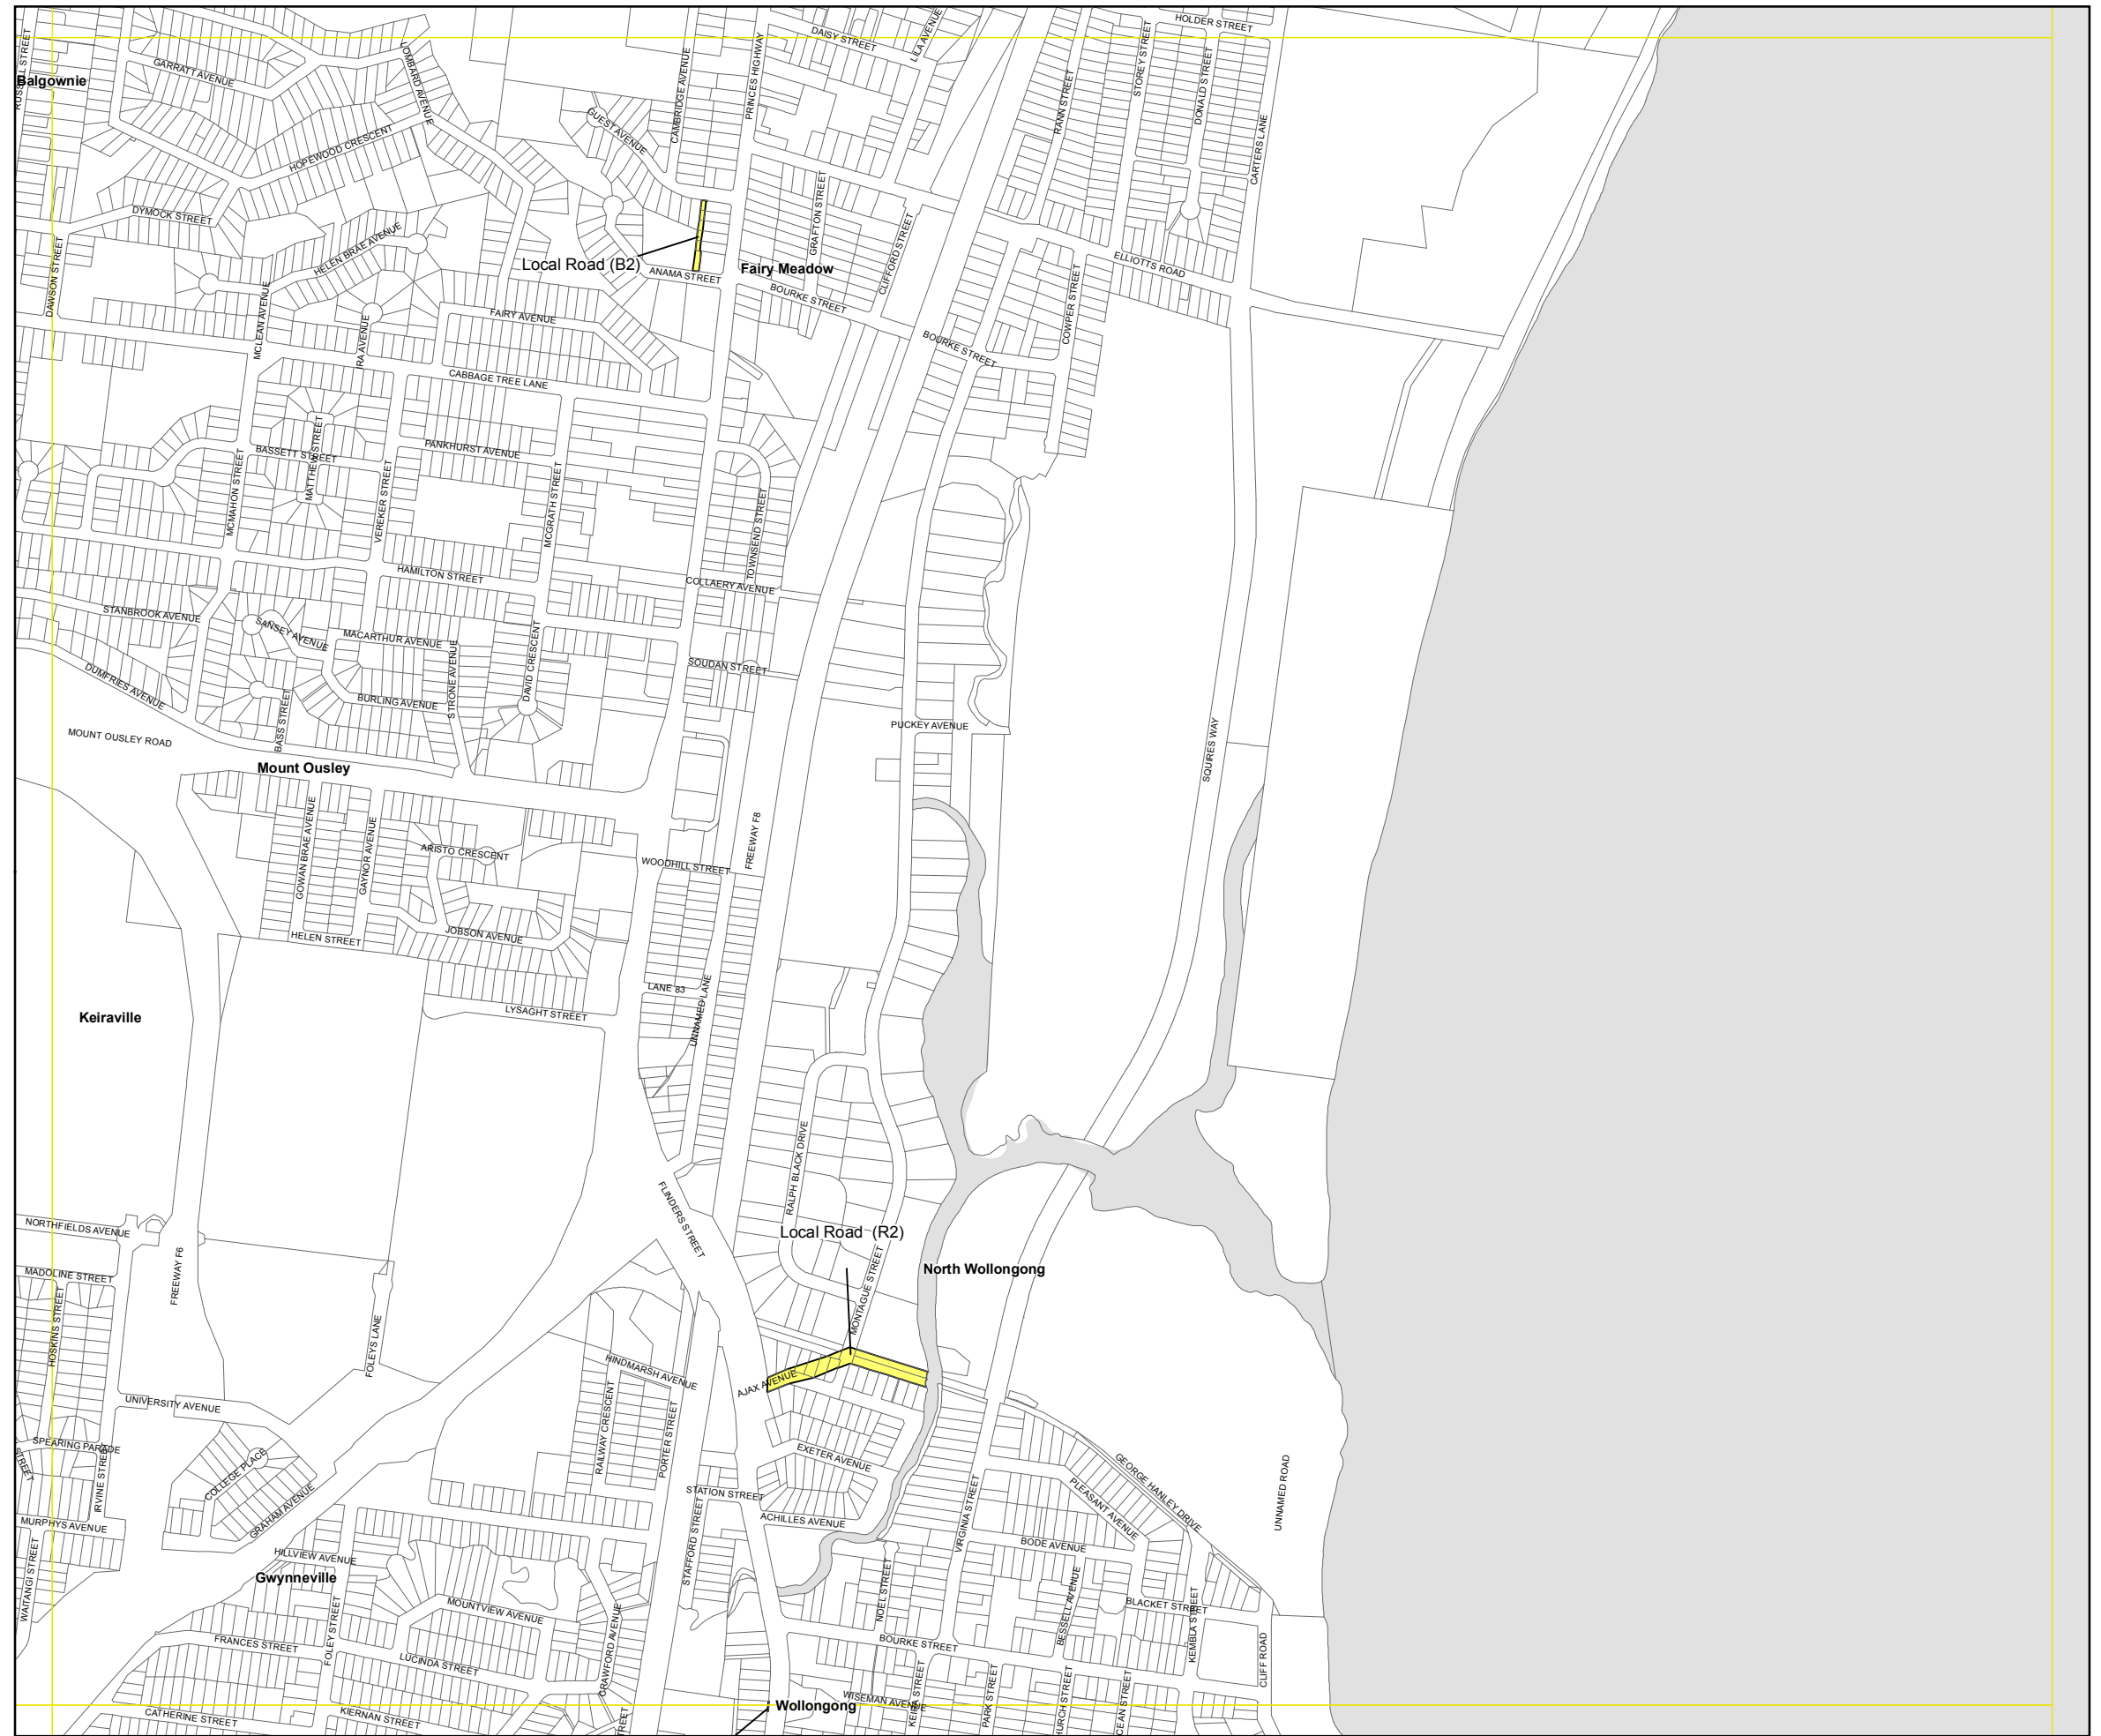 HOLDER STREET
DAISY STREET
LILA AVENUE
STOREY STREET
DONALD STREET
RANN STREET
CARTERS LANE
PRINCES HIGHWAY
CAMBRIDGE AVENUE
LOMBARD AVENUE
GARRATT AVENUE
Balgownie
GUEST AVENUE
HOPEWOOD CRESCENT
DYMOCK STREET
HELEN BRAE AVENUE
DAWSON STREET
Local Road (B2)
ANAMA STREET
Fairy Meadow
GRAFTON STREET
CLIFFORD STREET
BOURKE STREET
ELLIOTTS ROAD
COWPER STREET
BOURKE STREET
MCLEAN AVENUE
IRA AVENUE
FAIRY AVENUE
CABBAGE TREE LANE
PANKHURST AVENUE
BASSETT STREET
MATTHEW STREET
MCMAHON STREET
VEREKER STREET
MCGRATH STREET
TOWNSEND STREET
HAMILTON STREET
COLLAERY AVENUE
STANBROOK AVENUE
SANSEY AVENUE
MACARTHUR AVENUE
STRONE AVENUE
DAVID CRESCENT
SOUDAN STREET
DUMFRIES AVENUE
BURLING AVENUE
BASS STREET
MOUNT OUSLEY ROAD
PUCKEY AVENUE
SQUIRES WAY
Mount Ousley
GOWAN BRAE AVENUE
GAYNOR AVENUE
ARISTO CRESCENT
WOODHILL STREET
FREEWAY F8
HELEN STREET
JOBSON AVENUE
LANE 83
UNNAMED LANE
LYSAGHT STREET
Keiraville
RALPH BLACK DRIVE
FLINDERS STREET
NORTHFIELDS AVENUE
Local Road (R2)
MADOLINE STREET
FREEWAY F6
HOSKINS STREET
North Wollongong
MONTAGUE STREET
FOLEYS LANE
HINDMARSH AVENUE
AJAX AVENUE
RAILWAY CRESCENT
PORTER STREET
UNIVERSITY AVENUE
SPEARING PARADE
STREET
IRVINE STREET
COLLEGE PLACE
GRAHAM AVENUE
EXETER AVENUE
GEORGE HANLEY DRIVE
PLEASANT AVENUE
UNNAMED ROAD
STATION STREET
ACHILLES AVENUE
STAFFORD STREET
VIRGINIA STREET
BODE AVENUE
MURPHYS AVENUE
WAITANGI STREET
HILLVIEW AVENUE
Gwynneville
MOUNTVIEW AVENUE
FOLEY STREET
CRAWFORD AVENUE
NOEL STREET
BESSELL AVENUE
BLACKET STREET
KEMBLA STREET
CLIFF ROAD
FRANCES STREET
LUCINDA STREET
BOURKE STREET
WISEMAN AVENUE
KEIRA STREET
PARK STREET
Wollongong
CATHERINE STREET
KIERNAN STREET